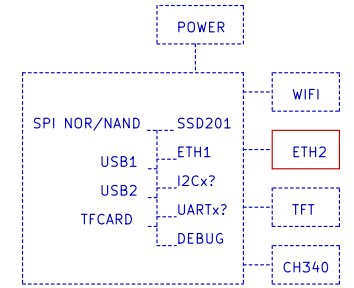 POWER
WIFI
SPI NOR/NAND
SSD201
ETH1
ETH2
USB1
I2Cx?
USB2
UARTx?
TFT
TFCARD
DEBUG
CH340